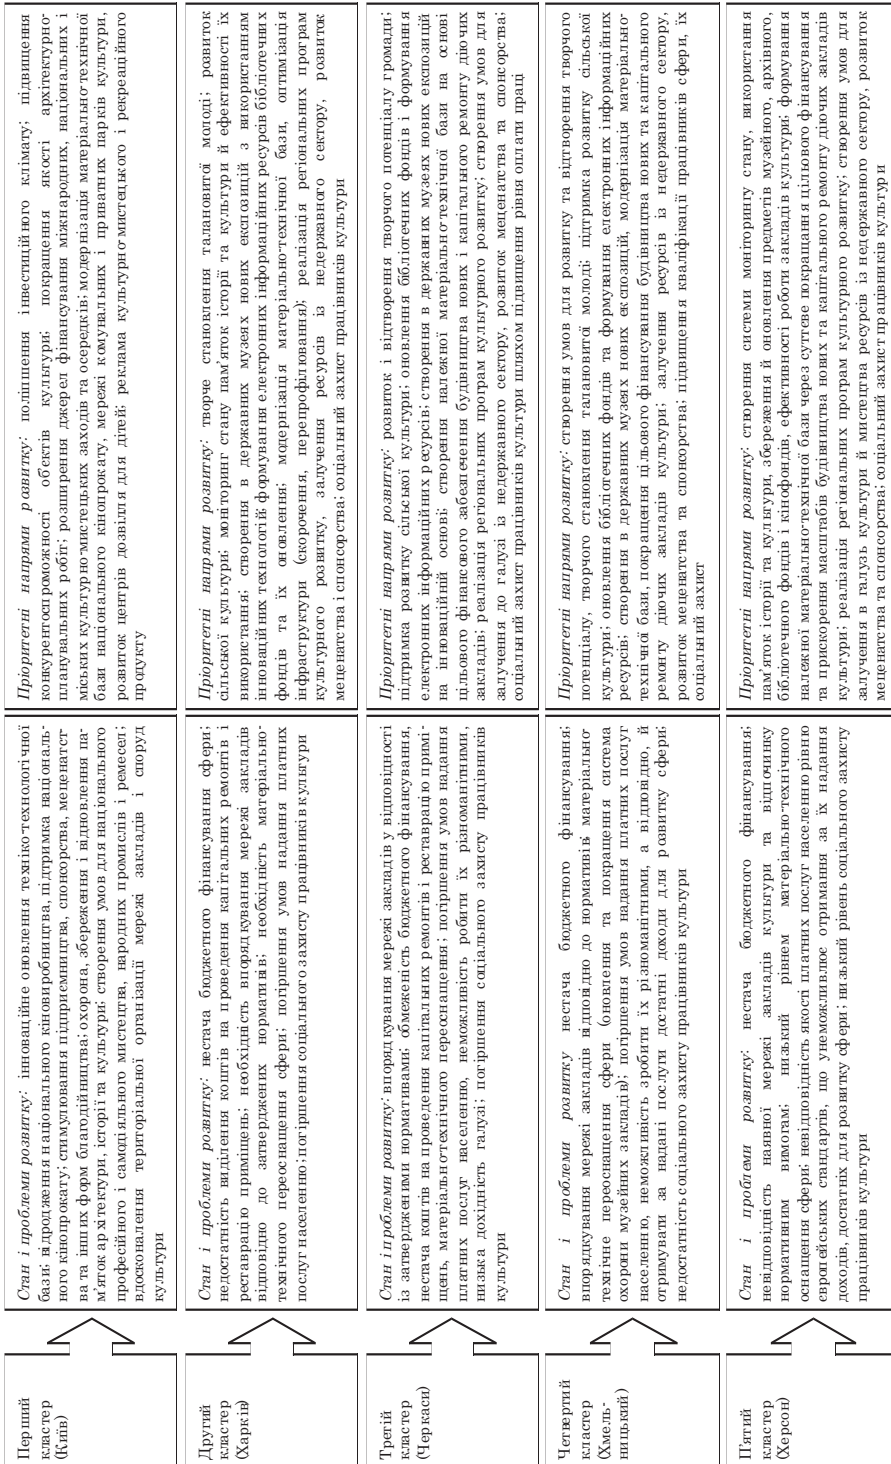 Перший
кластер
(Київ)
Стан і проблеми розвитку: інноваційне оновлення техніко-технологічної
бази; відродження національного кіновиробництва, підтримка національ-
ного кінопрокату; стимулювання підприємництва, спонсорства, меценатст
ва та інших форм благодійництва; охорона, збереження і відновлення па-
м'яток архітектури, історії та культури; створення умов для національного
професійного і самодіяльного мистецтва, народних промислів і ремесел;
вдосконалення територіальної організації мережі закладів і споруд
культури
Пріоритетні напрями розвитку: поліпшення інвестиційного клімату; підвищення
конкурентоспроможності об'єктів культури; покращення якості архітектурно-
планувальних робіт; розширення джерел фінансування міжнародних, національних і
міських культурно-мистецьких заходів та осередків; модернізація матеріально-технічної
бази національного кінопрокату, мережі комунальних і приватних парків культури,
розвиток центрів дозвілля для дітей; реклама культурно-мистецького і рекреаційного
продукту
Другий
кластер
(Харків)
Стан і проблеми розвитку: нестача бюджетного фінансування сфери;
недостатність виділення коштів на проведення капітальних ремонтів і
реставрацію приміщень; необхідність впорядкування мережі закладів
відповідно до затверджених нормативів; необхідність матеріально-
технічного переоснащення сфери; погіршення умов надання платних
послуг населенню; погіршення соціального захисту працівників культури
Пріоритетні напрями розвитку: творче становлення талановитої молоді; розвиток
сільської культури; моніторинг стану пам'яток історії та культури й ефективності їх
використання; створення в державних музеях нових експозицій з використанням
інноваційних технологій; формування електронних інформаційних ресурсів бібліотечних
фондів та їх оновлення; модернізація матеріально-технічної бази, оптимізація
інфраструктури (скорочення, перепрофілювання); реалізація регіональних програм
культурного розвитку, залучення ресурсів із недержавного сектору, розвиток
меценатства і спонсорства; соціальний захист працівників культури
Третій
кластер
(Черкаси)
Стан і проблеми розвитку: впорядкування мережі закладів у відповідності
із затвердженими нормативами; обмеженість бюджетного фінансування,
нестача коштів на проведення капітальних ремонтів і реставрацію примі-
щень, матеріально-технічного переоснащення; погіршення умов надання
платних послуг населенню, неможливість робити їх різноманітними,
низька дохідність галузі; погіршення соціального захисту працівників
культури
Пріоритетні напрями розвитку: розвиток і відтворення творчого потенціалу громади;
підтримка розвитку сільської культури; оновлення бібліотечних фондів і формування
електронних інформаційних ресурсів; створення в державних музеях нових експозицій
на інноваційній основі; створення належної матеріально-технічної бази на основі
цільового фінансового забезпечення будівництва нових і капітального ремонту діючих
закладів; реалізація регіональних програм культурного розвитку; створення умов для
залучення до галузі із недержавного сектору, розвиток меценатства та спонсорства;
соціальний захист працівників культури шляхом підвищення рівня оплати праці
Четвертий
кластер
(Хмель-
ницький)
Стан і проблеми розвитку нестача бюджетного фінансування;
впорядкування мережі закладів відповідно до нормативів; матеріально-
технічне переоснащення сфери (оновлення та покращення система
охорони музейних закладів); погіршення умов надання платних послуг
населенню, неможливість зробити їх різноманітними, а відповідно, й
отримувати за надані послуги достатні доходи для розвитку сфери;
недостатність соціального захисту працівників культури
Пріоритетні напрями розвитку: створення умов для розвитку та відтворення творчого
потенціалу, творчого становлення талановитої молоді; підтримка розвитку сільської
культури; оновлення бібліотечних фондів та формування електронних інформаційних
ресурсів; створення в державних музеях нових експозицій, модернізація матеріально-
технічної бази, покращення цільового фінансування будівництва нових та капітального
ремонту діючих закладів культури; залучення ресурсів із недержавного сектору,
розвиток меценатства та спонсорства; підвищення кваліфікації працівників сфери, їх
соціальний захист
П'ятий
кластер
(Херсон)
Стан і проблеми розвитку: нестача бюджетного фінансування;
невідповідність наявної мережі закладів культури та відпочинку
нормативним вимогам; низький рівнем матеріально-технічного
оснащення сфери; невідповідність якості платних послуг населенню рівню
європейських стандартів, що унеможливлює отримання за їх надання
доходів, достатніх для розвитку сфери; низький рівень соціального захисту
працівників культури
Пріоритетні напрями розвитку: створення системи моніторингу стану, використання
пам'яток історії та культури, збереження й оновлення предметів музейного, архівного,
бібліотечного фондів і кінофондів, ефективності роботи закладів культури; формування
належної матеріально-технічної бази через суттєве покращання цільового фінансування
та прискорення масштабів будівництва нових та капітального ремонту діючих закладів
культури; реалізація регіональних програм культурного розвитку; створення умов для
залучення в галузь культури й мистецтва ресурсів із недержавного сектору, розвиток
меценатства та спонсорства; соціальний захист працівників культури